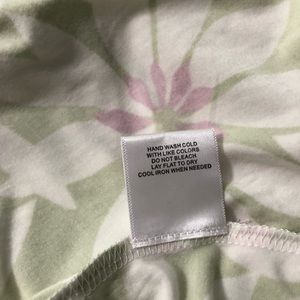 HAND WASH COLD
WITH LIKE COLORS
DO NOT BLEACH
LAY FLAT TO DRY
COOL IRON WHEN NEEDED